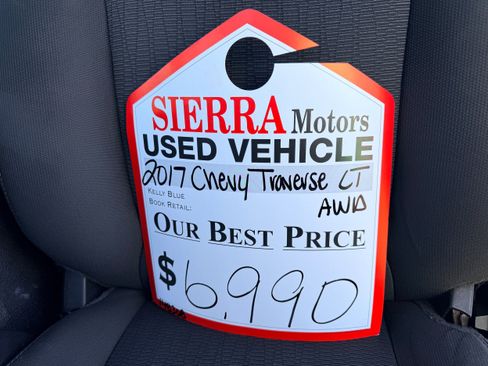 SIERRA Motors
USED VEHICLE
2017 Chevy Traverse LT
AWD
KELLY BLUE
BOOK RETAIL:
OUR BEST PRICE
$6,990